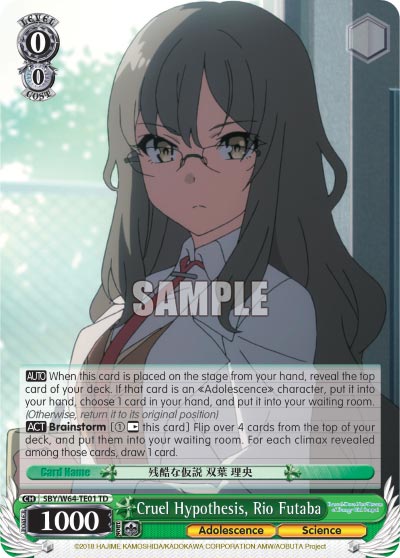 LEVEL
0
0
COST
SAMPLE
AUTO When this card is placed on the stage from your hand, reveal the top
card of your deck. If that card is an «Adolescence» character, put it into
your hand, choose 1 card in your hand, and put it into your waiting room.
(Otherwise, return it to its original position)
ACT Brainstorm [① this card] Flip over 4 cards from the top of your
deck, and put them into your waiting room. For each climax revealed
among those cards, draw 1 card.
Card Name 残酷な仮説 双葉 理央
CH SBY/W64-TE01 TD
1000 Cruel Hypothesis, Rio Futaba
Adolescence Science
©2018 HAJIME KAMOSHIDA/KADOKAWA CORPORATION AMW/AOBUTA Project